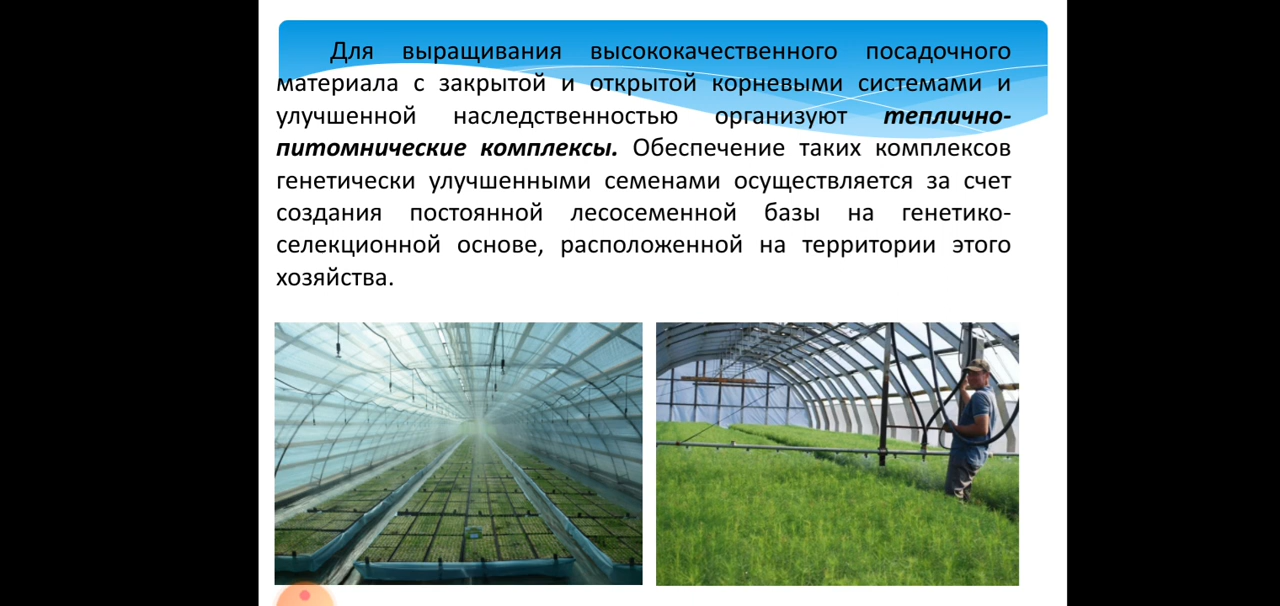 Для выращивания высококачественного посадочного
материала с закрытой и открытой корневыми системами и
улучшенной наследственностью организуют теплично-
питомнические комплексы. Обеспечение таких комплексов
генетически улучшенными семенами осуществляется за счет
создания постоянной лесосеменной базы на генетико-
селекционной основе, расположенной на территории этого
хозяйства.